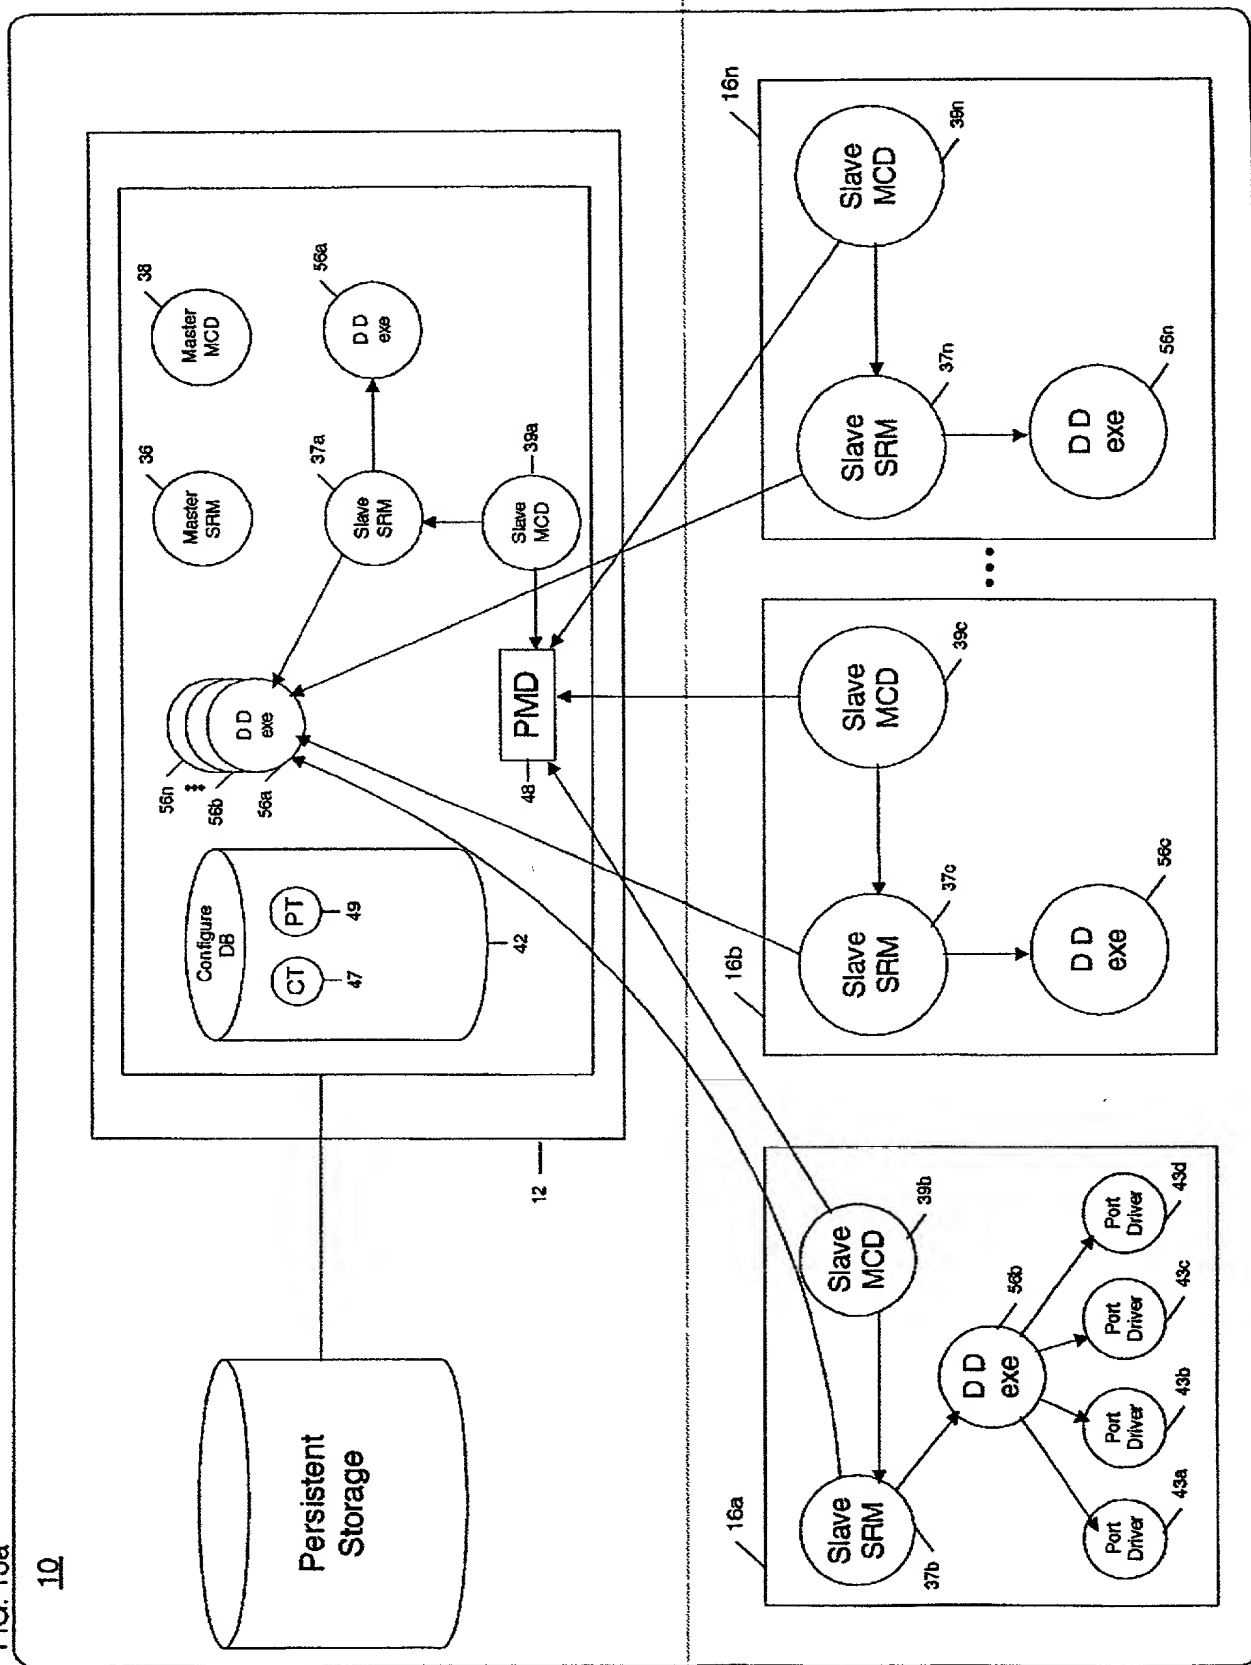 10
Persistent
Storage
12
Configure
DB
CT
47
PT
49
42
56n
56b
56a
DD
exe
48
PMD
36
Master
SRM
38
Master
MCD
37a
Slave
SRM
56a
DD
exe
39a
Slave
MCD
16a
Slave
SRM
37b
Slave
MCD
39b
DD
exe
56b
Port
Driver
43a
Port
Driver
43b
Port
Driver
43c
Port
Driver
43d
16b
Slave
SRM
37c
Slave
MCD
39c
DD
exe
56c
•••
16n
Slave
SRM
37n
Slave
MCD
39n
DD
exe
56n